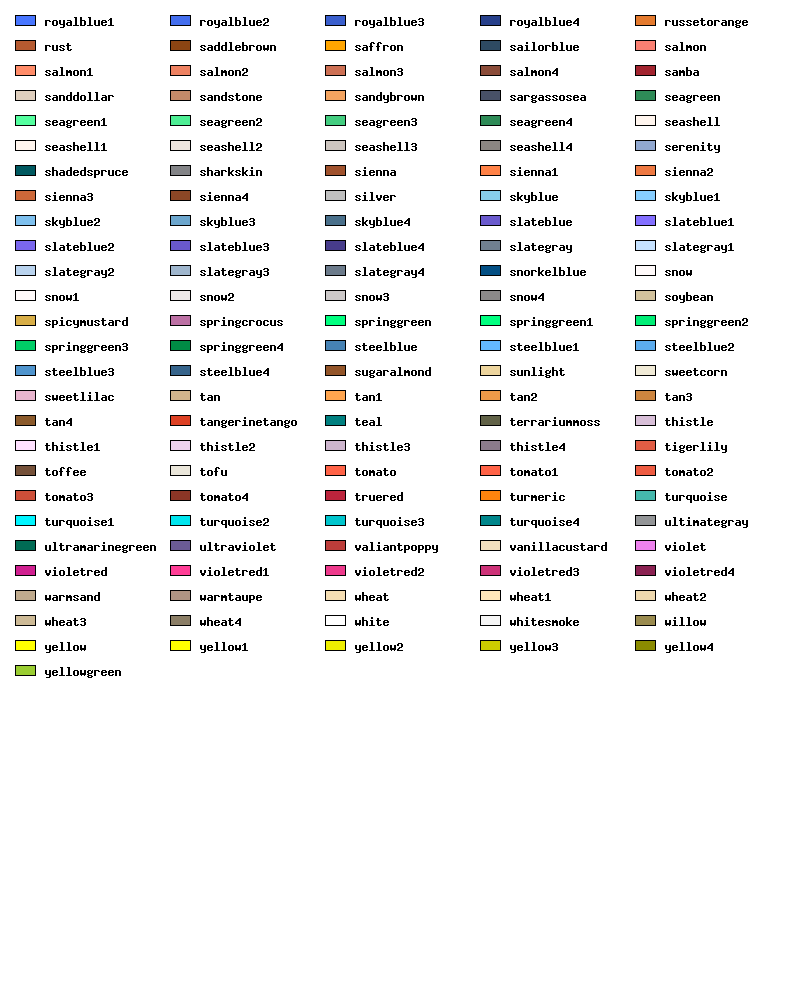 royalblue1 royalblue2 royalblue3 royalblue4 russetorange
rust saddlebrown saffron sailorblue salmon
salmon1 salmon2 salmon3 salmon4 samba
sanddollar sandstone sandybrown sargassosea seagreen
seagreen1 seagreen2 seagreen3 seagreen4 seashell
seashell1 seashell2 seashell3 seashell4 serenity
shadedspruce sharkskin sienna sienna1 sienna2
sienna3 sienna4 silver skyblue skyblue1
skyblue2 skyblue3 skyblue4 slateblue slateblue1
slateblue2 slateblue3 slateblue4 slategray slategray1
slategray2 slategray3 slategray4 snorkelblue snow
snow1 snow2 snow3 snow4 soybean
spicymustard springcrocus springgreen springgreen1 springgreen2
springgreen3 springgreen4 steelblue steelblue1 steelblue2
steelblue3 steelblue4 sugaralmond sunlight sweetcorn
sweetlilac tan tan1 tan2 tan3
tan4 tangerinetango teal terrariummoss thistle
thistle1 thistle2 thistle3 thistle4 tigerlily
toffee tofu tomato tomato1 tomato2
tomato3 tomato4 truered turmeric turquoise
turquoise1 turquoise2 turquoise3 turquoise4 ultimategray
ultramarinegreen ultraviolet valiantpoppy vanillacustard violet
violetred violetred1 violetred2 violetred3 violetred4
warmsand warmtaupe wheat wheat1 wheat2
wheat3 wheat4 white whitesmoke willow
yellow yellow1 yellow2 yellow3 yellow4
yellowgreen